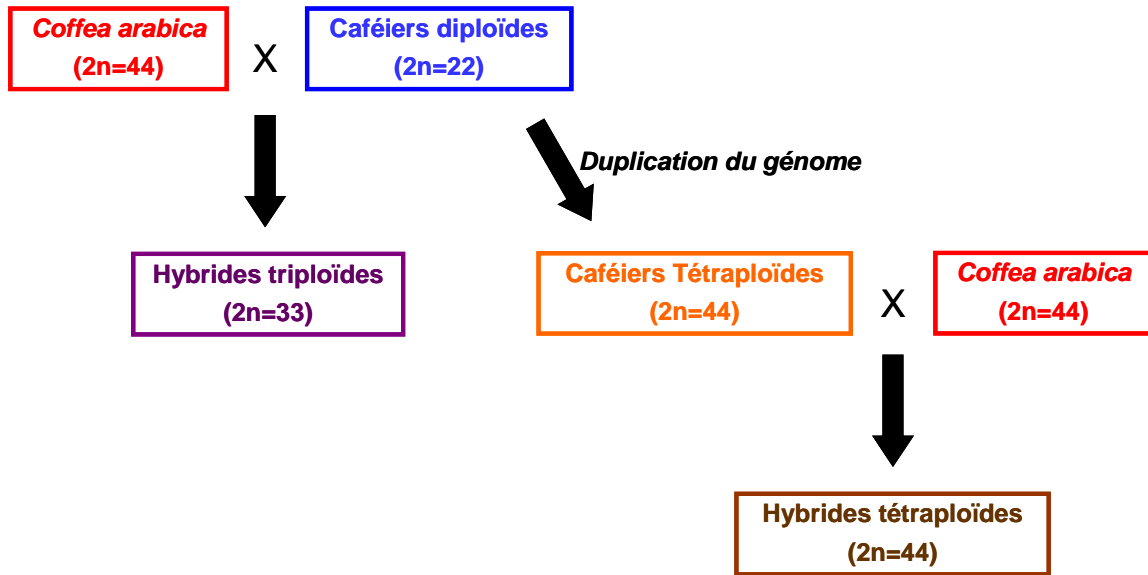 Coffea arabica
(2n=44)
X
Caféiers diploïdes
(2n=22)
Duplication du génome
Hybrides triploïdes
(2n=33)
Caféiers Tétraploïdes
(2n=44)
X
Coffea arabica
(2n=44)
Hybrides tétraploïdes
(2n=44)